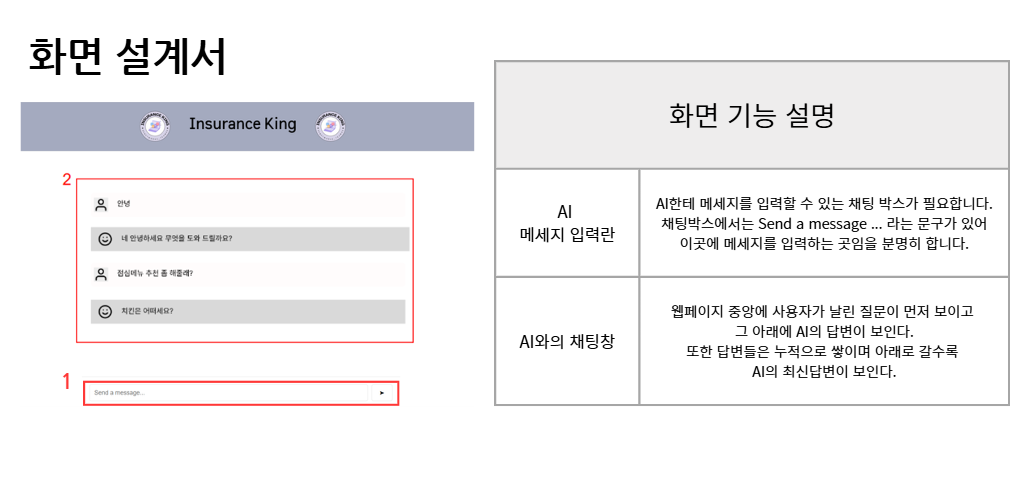 화면 설계서
INSURANCE KING
Insurance King
INSURANCE KING
2
안녕
네 안녕하세요 무엇을 도와 드릴까요?
점심메뉴 추천 좀 해줄래?
치킨은 어떠세요?
1
Send a message...
화면 기능 설명
AI
메세지 입력란
AI한테 메세지를 입력할 수 있는 채팅 박스가 필요합니다.
채팅박스에서는 Send a message ... 라는 문구가 있어
이곳에 메세지를 입력하는 곳임을 분명히 합니다.
AI와의 채팅창
웹페이지 중앙에 사용자가 날린 질문이 먼저 보이고
그 아래에 AI의 답변이 보인다.
또한 답변들은 누적으로 쌓이며 아래로 갈수록
AI의 최신답변이 보인다.